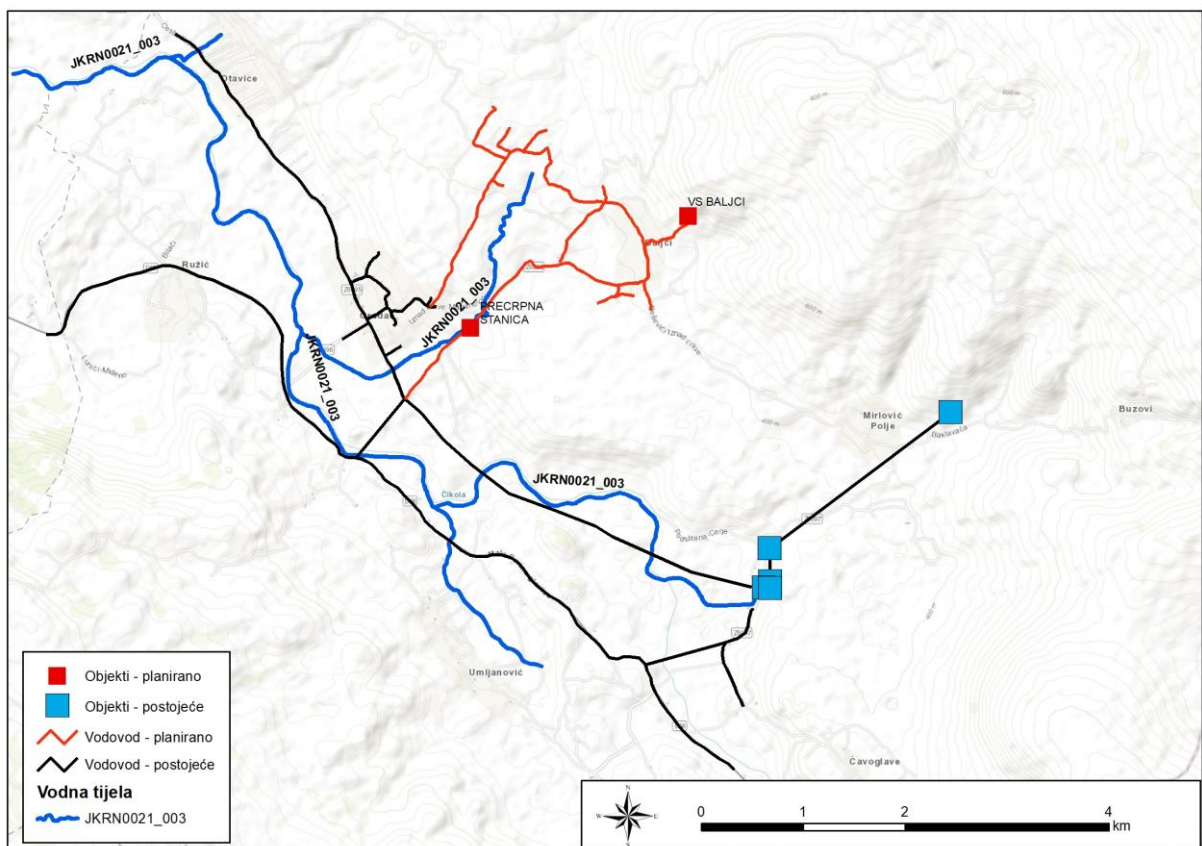 JKRN0021_003
Otavice
VS BALJCI
Ružić
JKRN0021_003
PRECRPNA
STANICA
JKRN0021_003
Mirlović
Polje
Buzovi
JKRN0021_003
Čikola
Umljanović
Čavoglave
Objekti - planirano
Objekti - postojeće
Vodovod - planirano
Vodovod - postojeće
Vodna tijela
JKRN0021_003
N
W
E
S
0
1
2
4
km